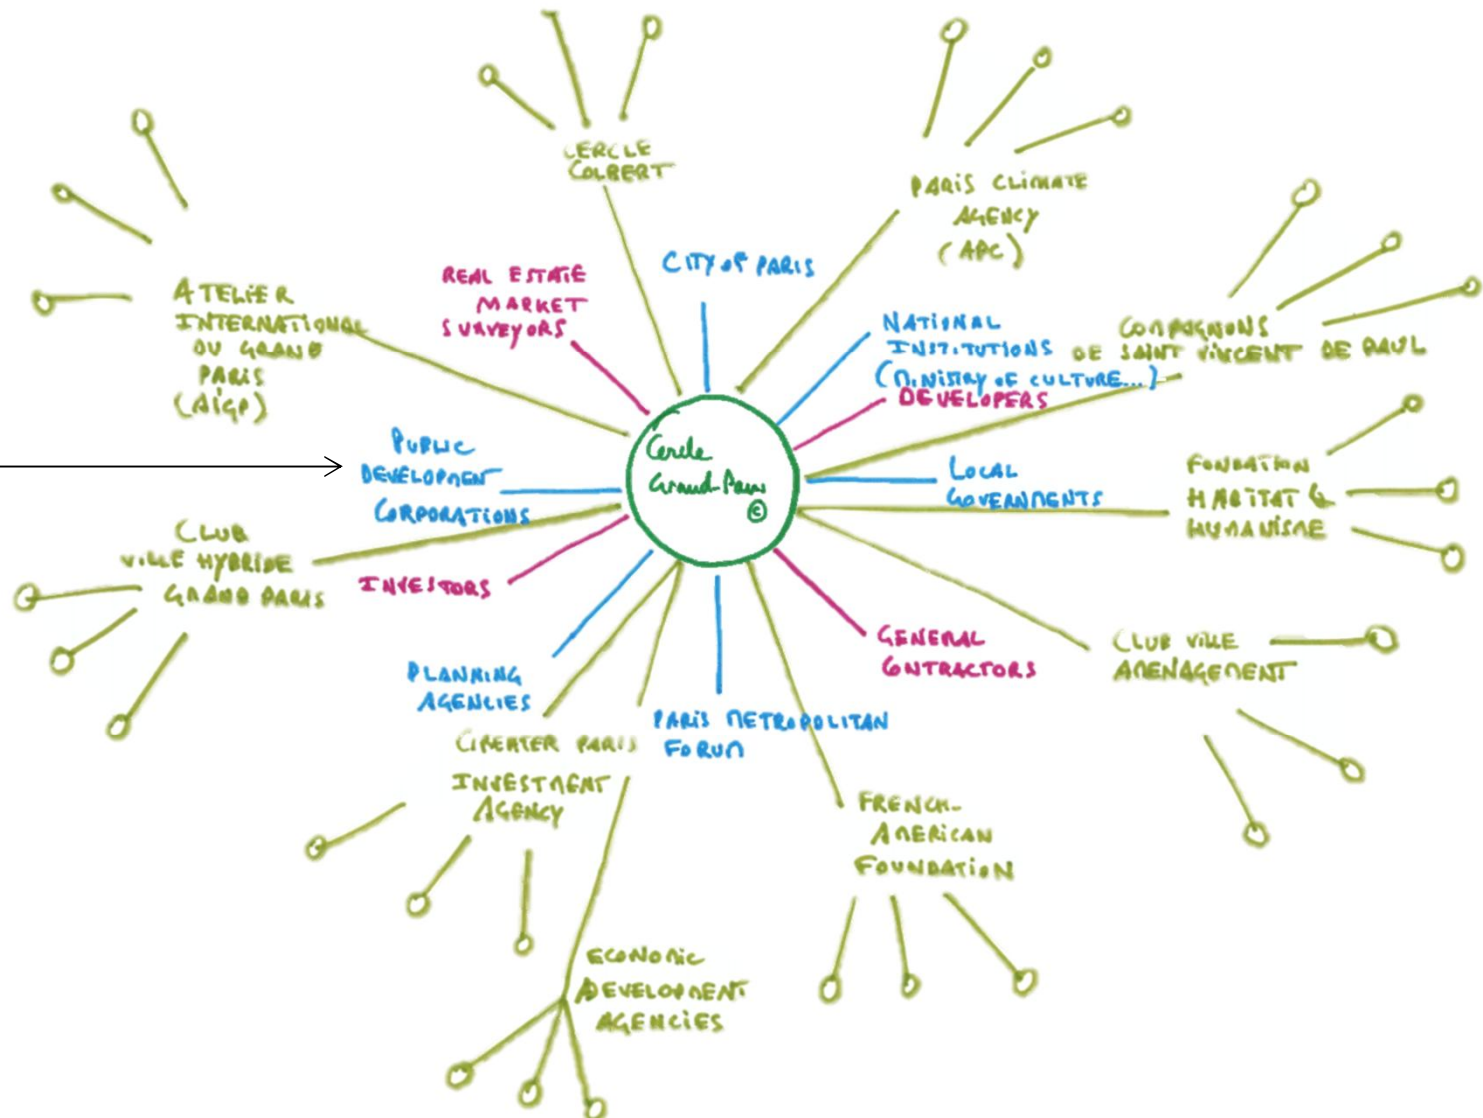 CERCLE
COLBERT
PARIS CLIMATE
AGENCY
(APC)
CITY OF PARIS
REAL ESTATE
MARKET
SURVEYORS
ATELIER
INTERNATIONAL
DU GRAND
PARIS
(AIGP)
NATIONAL
INSTITUTIONS
(MINISTRY OF CULTURE...)
DEVELOPERS
COMPAGNONS
DE SAINT VINCENT DE PAUL
Cercle
Grand-Paris
©
PUBLIC
DEVELOPMENT
CORPORATIONS
LOCAL
GOVERNMENTS
FONDATION
HABITAT &
HUMANISME
CLUB
VILLE HYBRIDE
GRAND PARIS
INVESTORS
GENERAL
CONTRACTORS
CLUB VILLE
AMENAGEMENT
PLANNING
AGENCIES
PARIS METROPOLITAN
FORUM
GREATER PARIS
INVESTMENT
AGENCY
FRENCH-
AMERICAN
FOUNDATION
ECONOMIC
DEVELOPMENT
AGENCIES